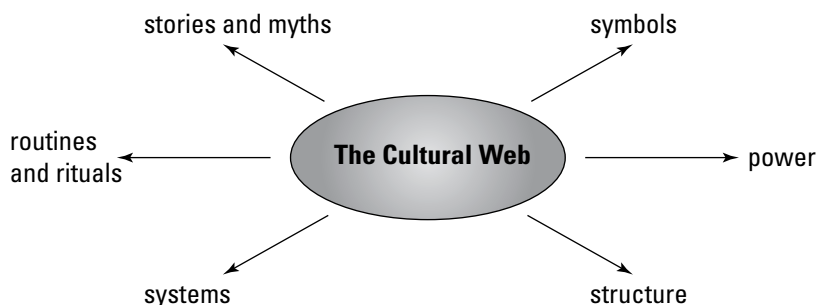 stories and myths
symbols
routines
and rituals
The Cultural Web
power
systems
structure